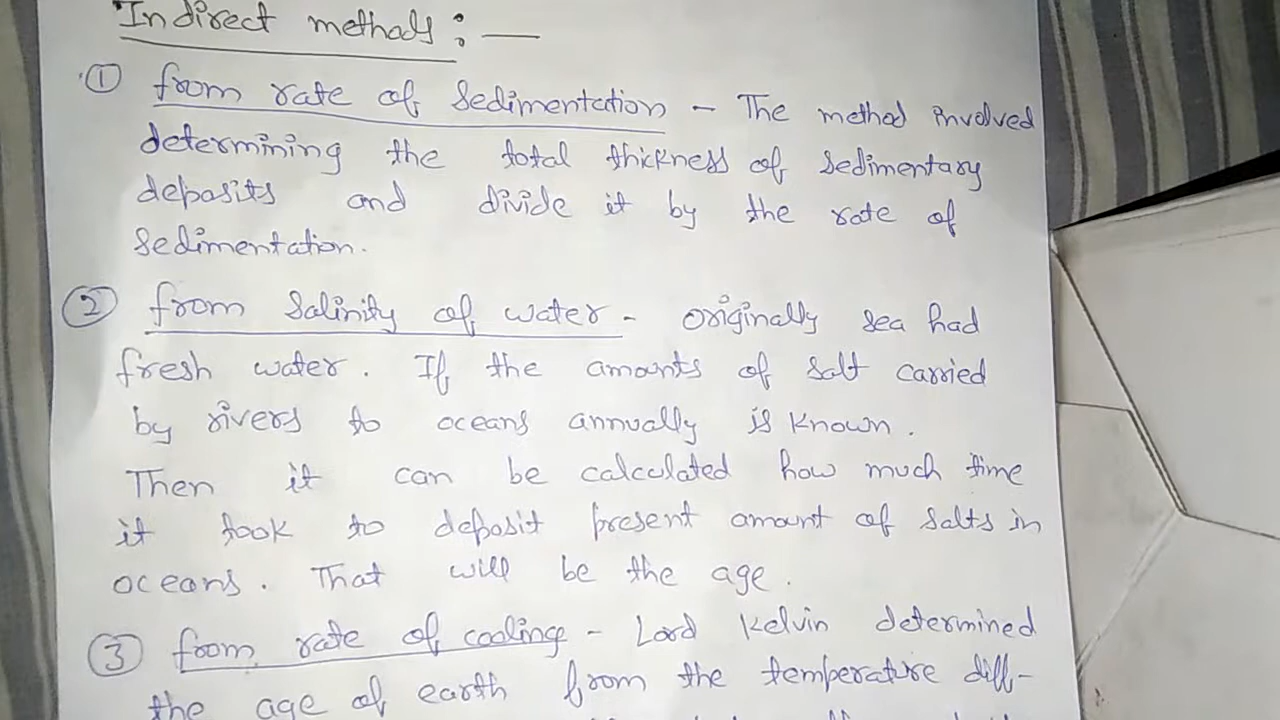 Indirect methods : —
① from rate of Sedimentation - The method involved
determining the total thickness of Sedimentary
deposits and divide it by the rate of
Sedimentation.
② from Salinity of water - originally sea had
fresh water. If the amounts of Salt carried
by rivers to oceans annually is known.
Then it can be calculated how much time
it took to deposit present amount of Salts in
oceans. That will be the age.
③ from rate of cooling - Lord Kelvin determined
the age of earth from the temperature diff-